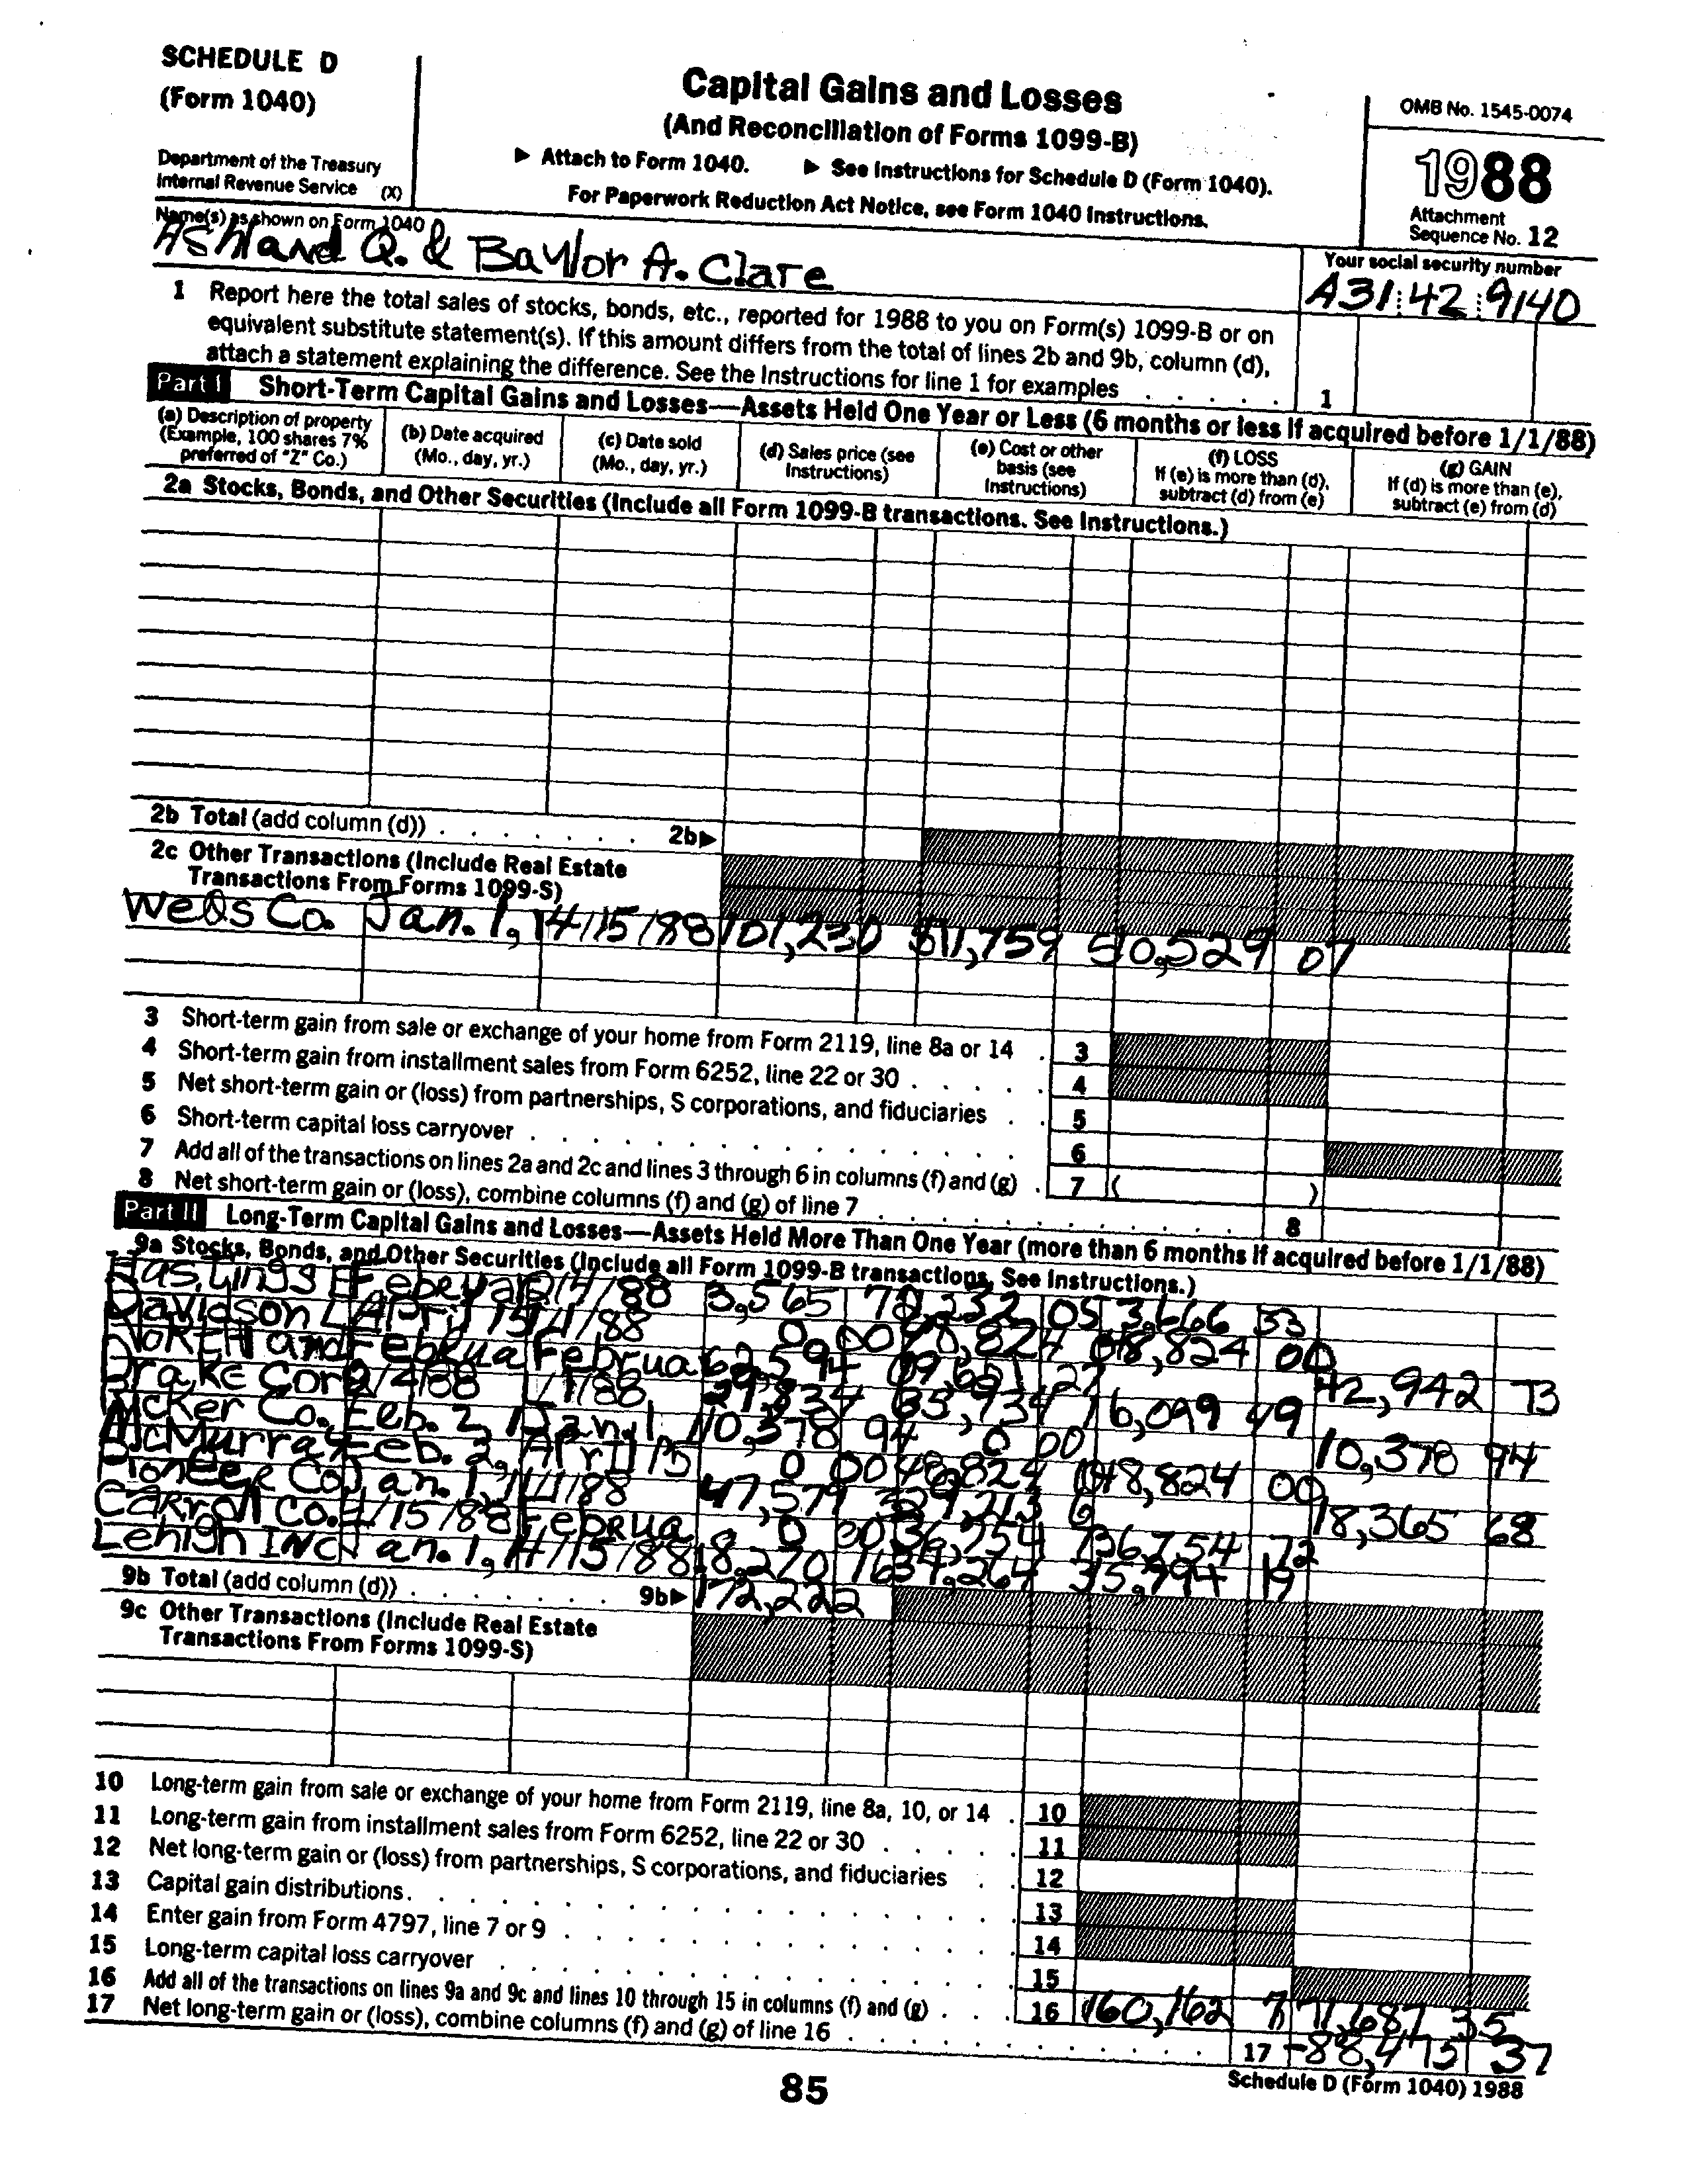 SCHEDULE D
(Form 1040)
Department of the Treasury
Internal Revenue Service (X)
Capital Gains and Losses
(And Reconciliation of Forms 1099-B)
▶ Attach to Form 1040. ▶ See Instructions for Schedule D (Form 1040).
For Paperwork Reduction Act Notice, see Form 1040 Instructions.
OMB No. 1545-0074
1988
Attachment
Sequence No. 12
Name(s) as shown on Form 1040
Ashland Q. & Baylor A. Clare
Your social security number
A31 42 9140
1 Report here the total sales of stocks, bonds, etc., reported for 1988 to you on Form(s) 1099-B or on
equivalent substitute statement(s). If this amount differs from the total of lines 2b and 9b, column (d),
attach a statement explaining the difference. See the Instructions for line 1 for examples . . . . . 1
Part I Short-Term Capital Gains and Losses—Assets Held One Year or Less (6 months or less if acquired before 1/1/88)
(a) Description of property
(Example, 100 shares 7%
preferred of "Z" Co.)
(b) Date acquired
(Mo., day, yr.)
(c) Date sold
(Mo., day, yr.)
(d) Sales price (see
Instructions)
(e) Cost or other
basis (see
Instructions)
(f) LOSS
If (e) is more than (d),
subtract (d) from (e)
(g) GAIN
If (d) is more than (e),
subtract (e) from (d)
2a Stocks, Bonds, and Other Securities (Include all Form 1099-B transactions. See Instructions.)
2b Total (add column (d)) . . . . . . . 2b▶
2c Other Transactions (Include Real Estate
Transactions From Forms 1099-S)
Co. Jan. 1, 1 4/15/88 101,230 10,529 07
3 Short-term gain from sale or exchange of your home from Form 2119, line 8a or 14 . 3
4 Short-term gain from installment sales from Form 6252, line 22 or 30 . . . . . 4
5 Net short-term gain or (loss) from partnerships, S corporations, and fiduciaries . . 5
6 Short-term capital loss carryover . . . . . . . . . . . . . . 6
7 Add all of the transactions on lines 2a and 2c and lines 3 through 6 in columns (f) and (g) . 7 ( )
8 Net short-term gain or (loss), combine columns (f) and (g) of line 7 . . . . . . . . . . . . 8
Part II Long-Term Capital Gains and Losses—Assets Held More Than One Year (more than 6 months if acquired before 1/1/88)
9a Stocks, Bonds, and Other Securities (Include all Form 1099-B transactions. See Instructions.)
Hastings 3,565 05 3,666 33
Davidson April 15 1/1/88 0 00 8,824 00
North and Februa Februa 62,594 09 27 42,942 73
Drake Cor 2/4/88 1/1/88 29,834 6,099 49
Acker Co. Feb. 2, 1 Jan. 1 10,378 94 0 00 10,378 94
McMurray Feb. 2, April 15 0 00 48,824 48,824 00
Pioneer Co Jan. 1, 1 1/1/88 47,579 29,213 6 18,365 68
Carroll Co. 4/15/88 Februa 0 00 36,754 36,754 72
Lehigh Inc Jan. 1, 1 4/15/88 18,270 16 34,264 35 19
9b Total (add column (d)) . . . . . . . 9b▶ 172,222
9c Other Transactions (Include Real Estate
Transactions From Forms 1099-S)
10 Long-term gain from sale or exchange of your home from Form 2119, line 8a, 10, or 14 . 10
11 Long-term gain from installment sales from Form 6252, line 22 or 30 . . . . . 11
12 Net long-term gain or (loss) from partnerships, S corporations, and fiduciaries . . 12
13 Capital gain distributions . . . . . . . . . . . . . . . . 13
14 Enter gain from Form 4797, line 7 or 9 . . . . . . . . . . . . 14
15 Long-term capital loss carryover . . . . . . . . . . . . . . 15
16 Add all of the transactions on lines 9a and 9c and lines 10 through 15 in columns (f) and (g) . . . 16 160,162 7 71,687 35
17 Net long-term gain or (loss), combine columns (f) and (g) of line 16 . . . . . . . . . . . . 17 -88,475 37
85
Schedule D (Form 1040) 1988